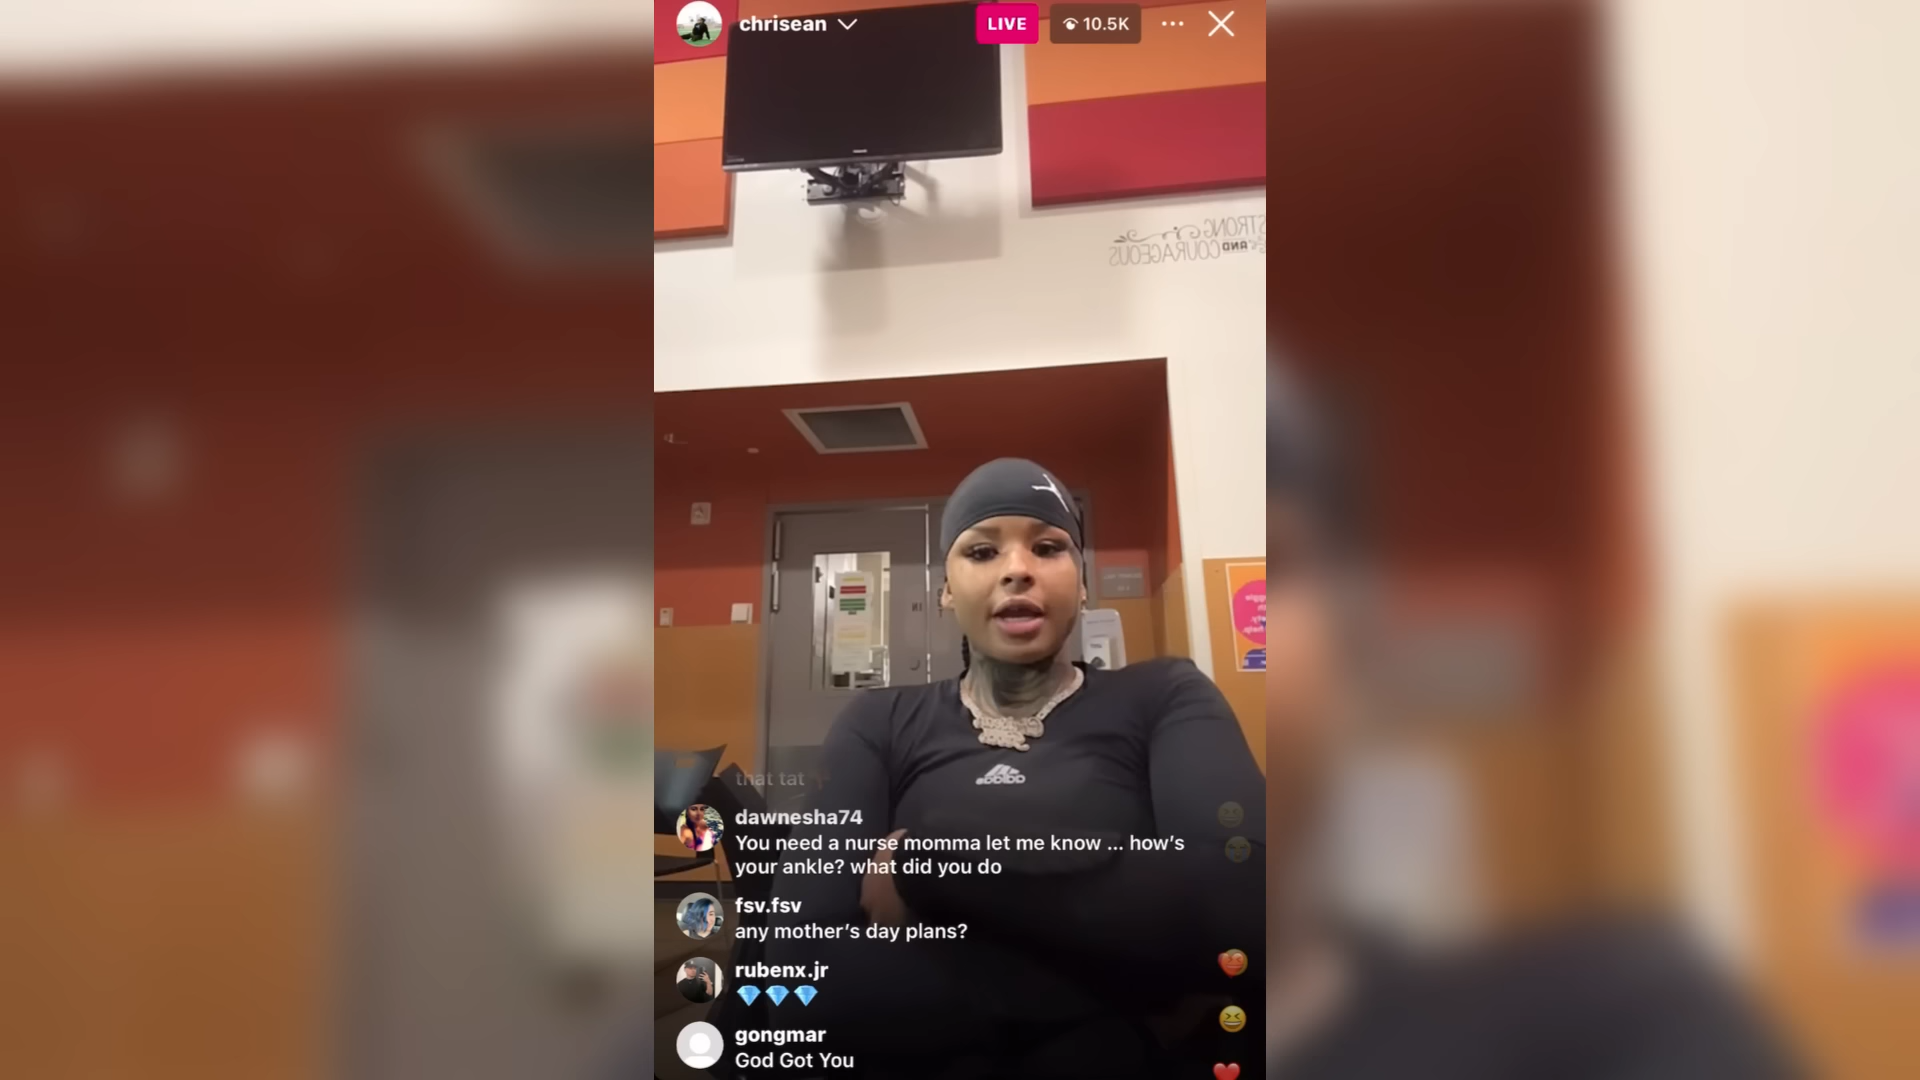 chrisean
LIVE
10.5K
STRONG
AND
COURAGEOUS
adidas
that tat
dawnesha74
You need a nurse momma let me know ... how’s
your ankle? what did you do
fsv.fsv
any mother’s day plans?
rubenx.jr
💎💎💎
gongmar
God Got You